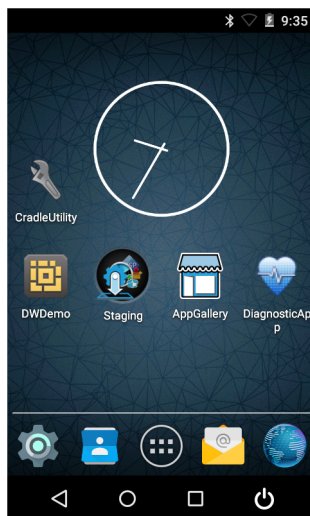 9:35
CradleUtility
DWDemo
Staging
AppGallery
DiagnosticAp
p
@